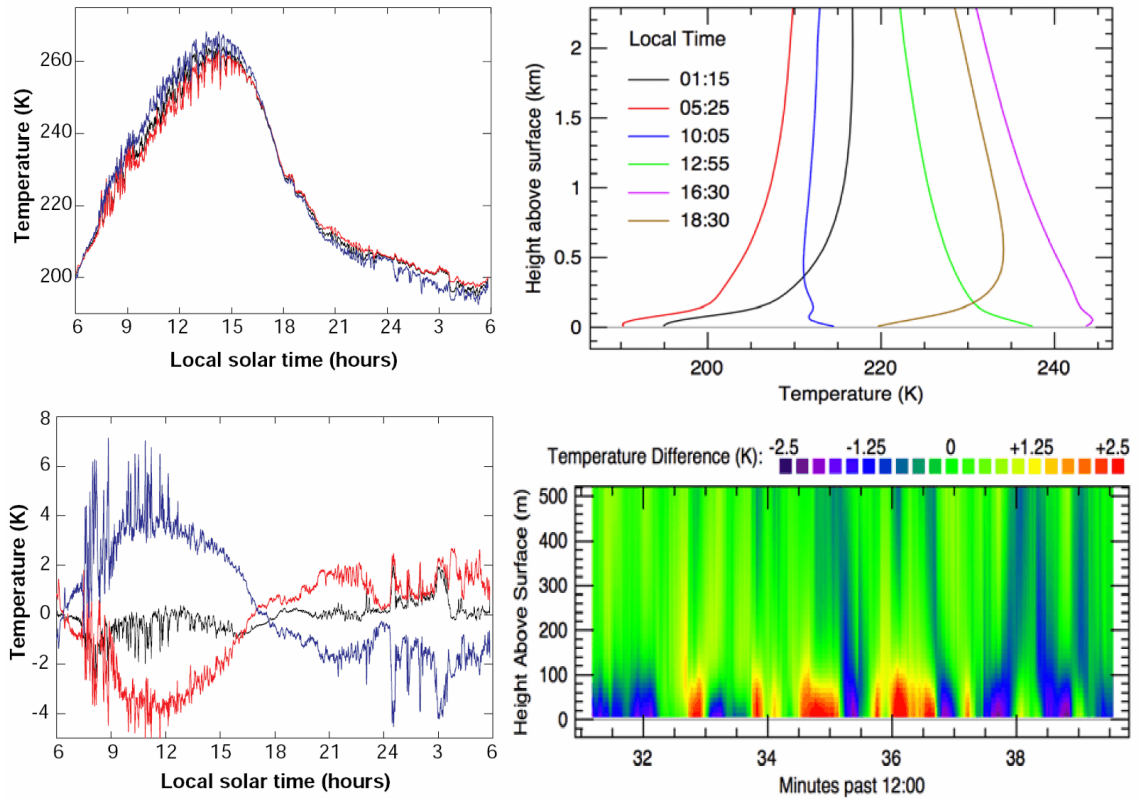 260
240
220
200
Temperature (K)
6 9 12 15 18 21 24 3 6
Local solar time (hours)
2
1.5
1
0.5
0
Height above surface (km)
Local Time
01:15
05:25
10:05
12:55
16:30
18:30
200 220 240
Temperature (K)
8
6
4
2
0
-2
-4
Temperature (K)
6 9 12 15 18 21 24 3 6
Local solar time (hours)
Temperature Difference (K): -2.5 -1.25 0 +1.25 +2.5
500
400
300
200
100
0
Height Above Surface (m)
32 34 36 38
Minutes past 12:00